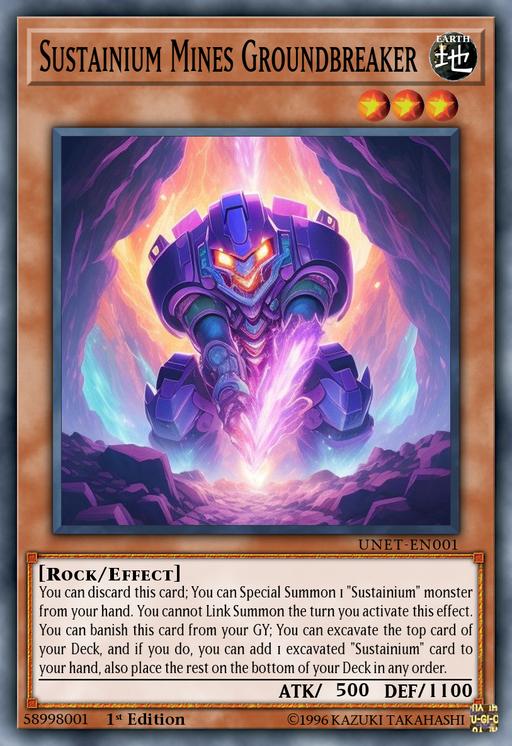 Sustainium Mines Groundbreaker
EARTH
地
UNET-EN001
[Rock/Effect]
You can discard this card; You can Special Summon 1 "Sustainium" monster
from your hand. You cannot Link Summon the turn you activate this effect.
You can banish this card from your GY; You can excavate the top card of
your Deck, and if you do, you can add 1 excavated "Sustainium" card to
your hand, also place the rest on the bottom of your Deck in any order.
ATK/ 500 DEF/1100
58998001 1st Edition ©1996 KAZUKI TAKAHASHI